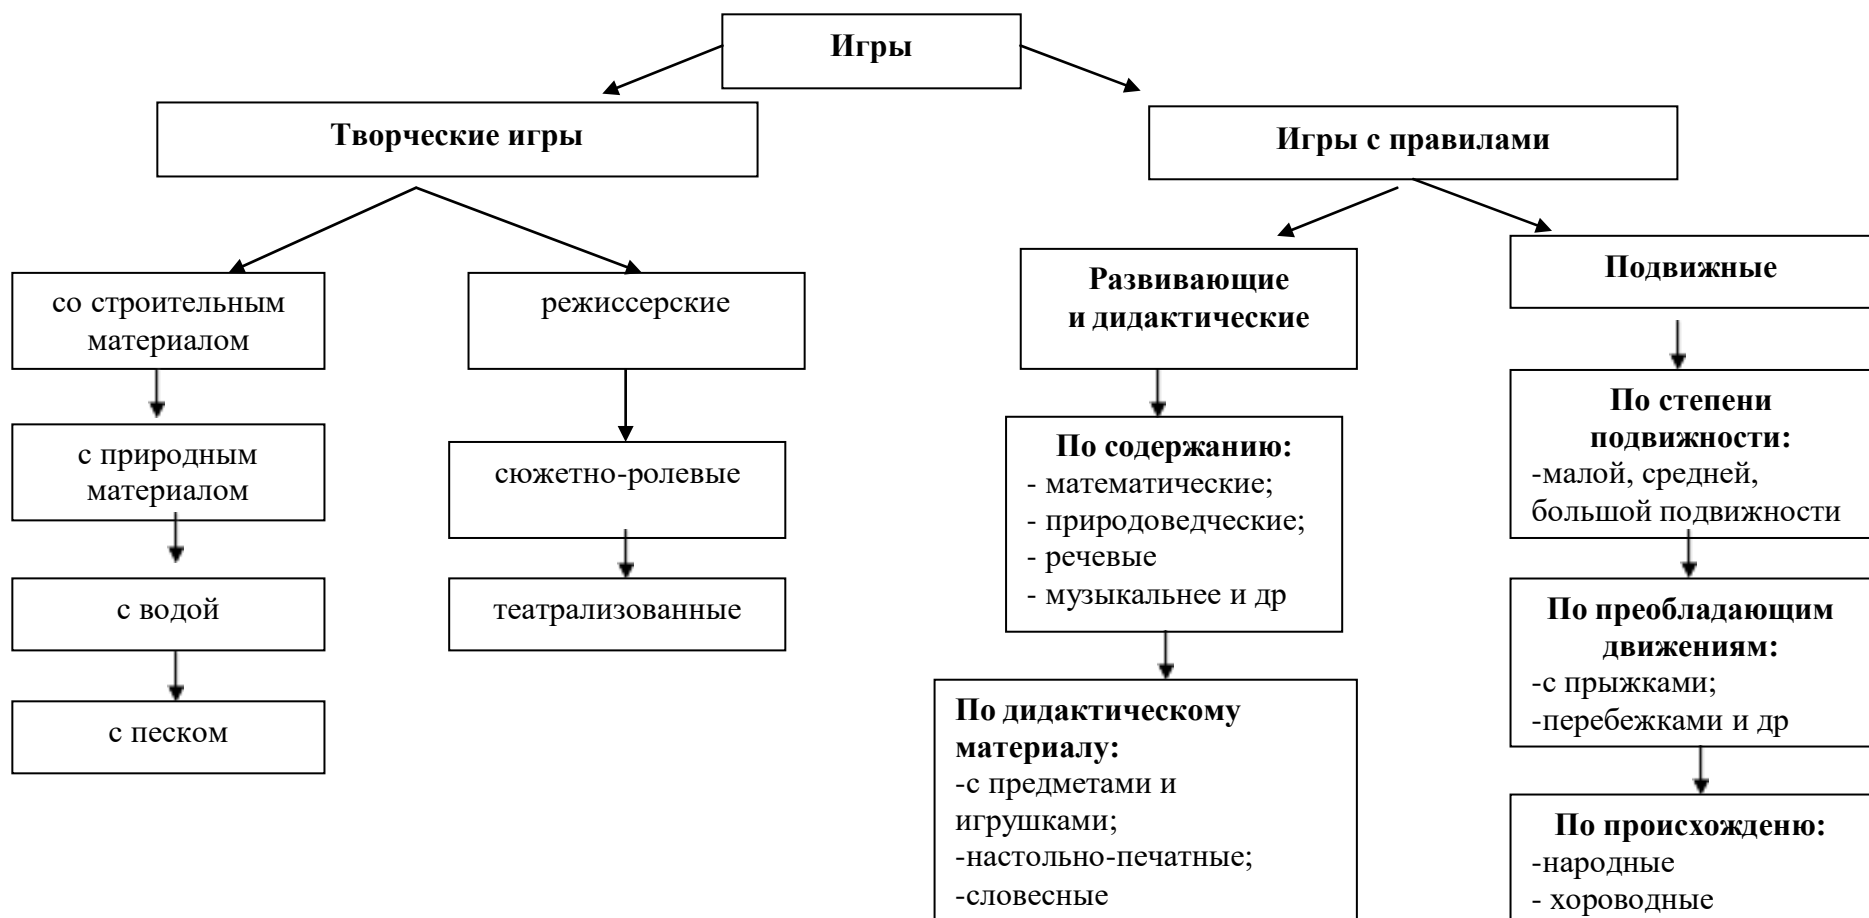 Игры
Творческие игры
Игры с правилами
со строительным
материалом
с природным
материалом
с водой
с песком
режиссерские
сюжетно-ролевые
театрализованные
Развивающие
и дидактические
По содержанию:
- математические;
- природоведческие;
- речевые
- музыкальнее и др
По дидактическому
материалу:
-с предметами и
игрушками;
-настольно-печатные;
-словесные
Подвижные
По степени
подвижности:
-малой, средней,
большой подвижности
По преобладающим
движениям:
-с прыжками;
-перебежками и др
По происхожденю:
-народные
- хороводные